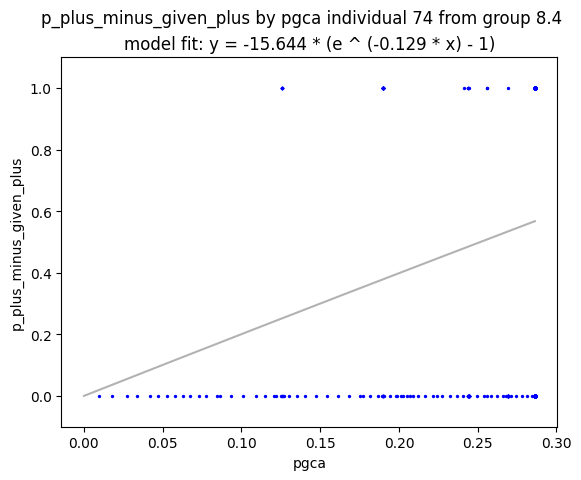 p_plus_minus_given_plus by pgca individual 74 from group 8.4
model fit: y = -15.644 * (e ^ (-0.129 * x) - 1)
1.0
0.8
0.6
0.4
0.2
0.0
p_plus_minus_given_plus
0.00 0.05 0.10 0.15 0.20 0.25 0.30
pgca